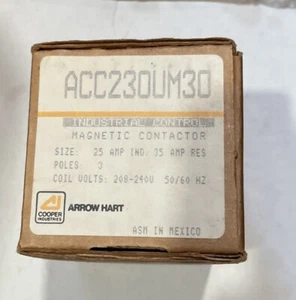 ACC230UM30
INDUSTRIAL CONTROL
MAGNETIC CONTACTOR
SIZE: 25 AMP IND. 35 AMP RES
POLES: 3
COIL VOLTS: 208-240V 50/60 HZ
COOPER
INDUSTRIES
ARROW HART
ASM IN MEXICO